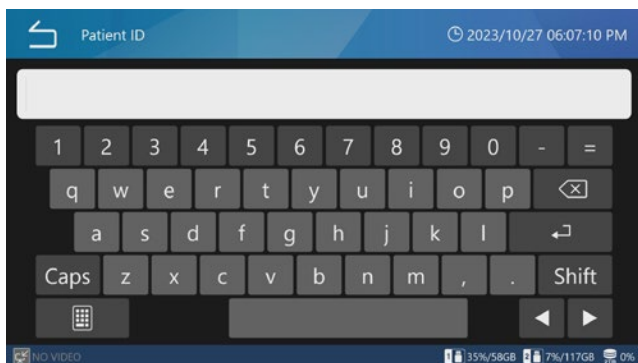 Patient ID
2023/10/27 06:07:10 PM
1 2 3 4 5 6 7 8 9 0 - =
q w e r t y u i o p
a s d f g h j k l
Caps z x c v b n m , . Shift
NO VIDEO 1 35%/58GB 2 7%/117GB 0%